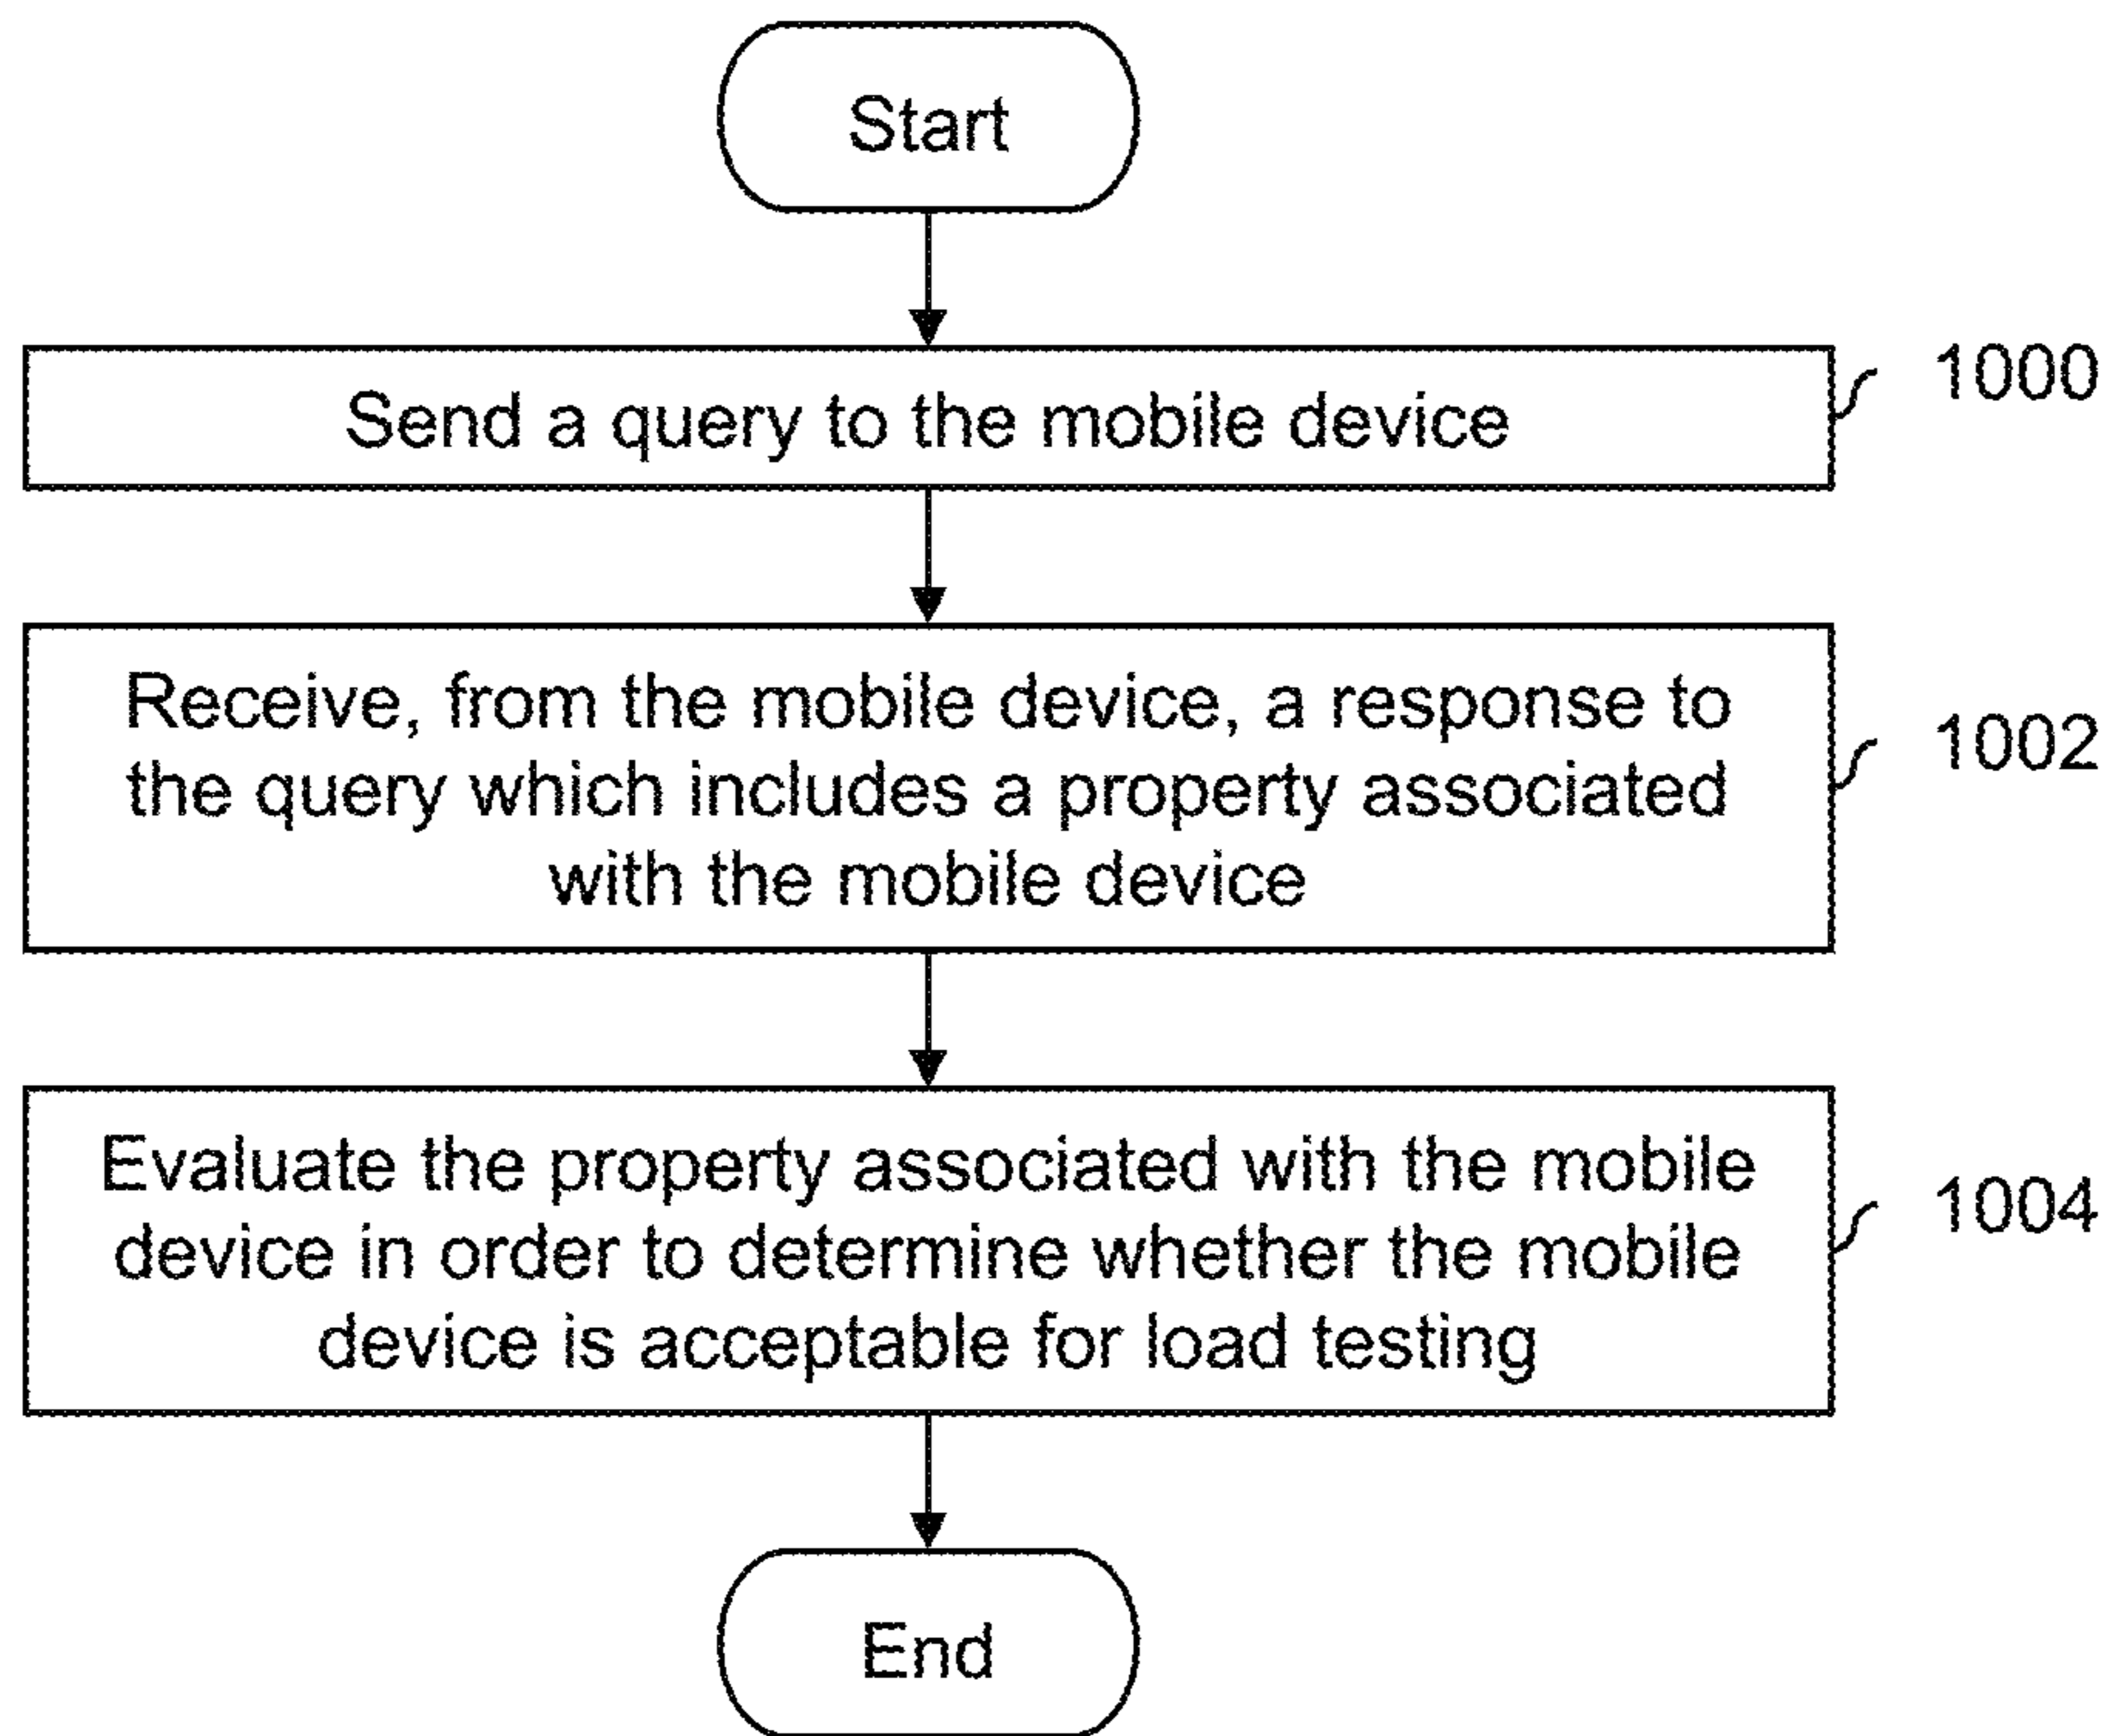 Start
Send a query to the mobile device
1000
Receive, from the mobile device, a response to
the query which includes a property associated
with the mobile device
1002
Evaluate the property associated with the mobile
device in order to determine whether the mobile
device is acceptable for load testing
1004
End